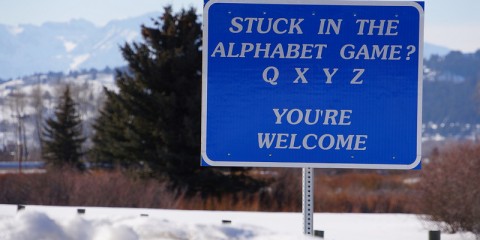 STUCK IN THE
ALPHABET GAME?
Q X Y Z
YOU'RE
WELCOME